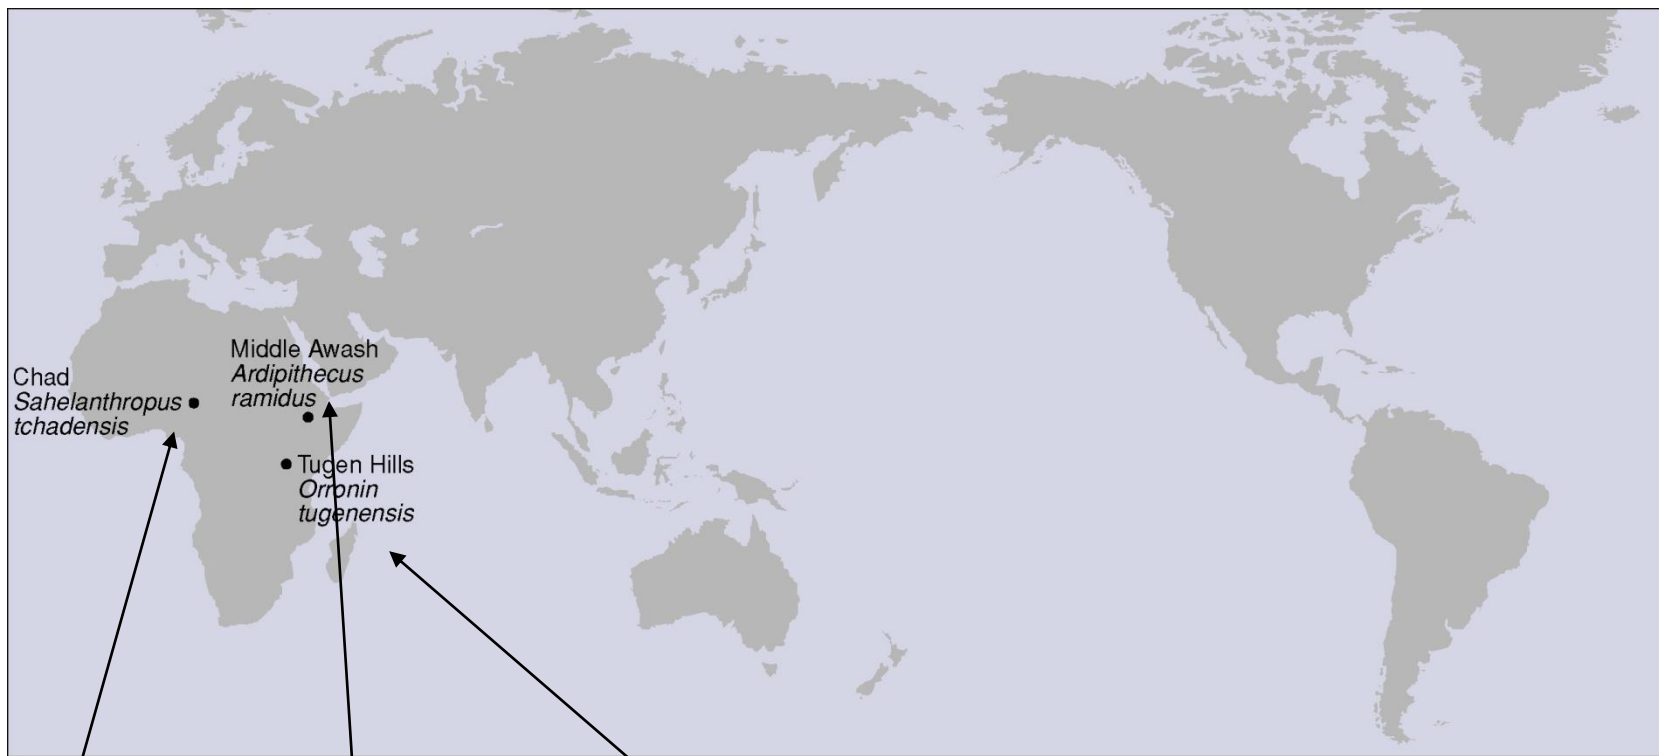 Middle Awash
Ardipithecus
ramidus
Chad
Sahelanthropus
tchadensis
Tugen Hills
Orronin
tugenensis